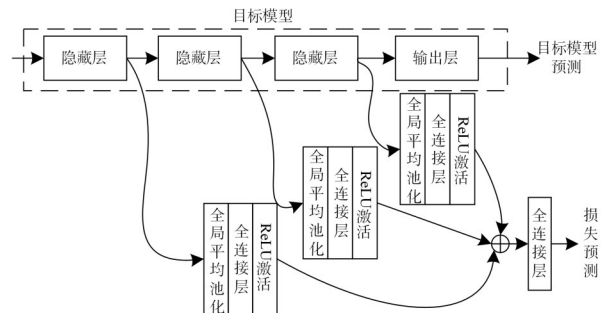 目标模型
隐藏层
隐藏层
隐藏层
输出层
目标模型
预测
全局平均池化
全连接层
ReLU激活
全局平均池化
全连接层
ReLU激活
全局平均池化
全连接层
ReLU激活
全连接层
损失预测